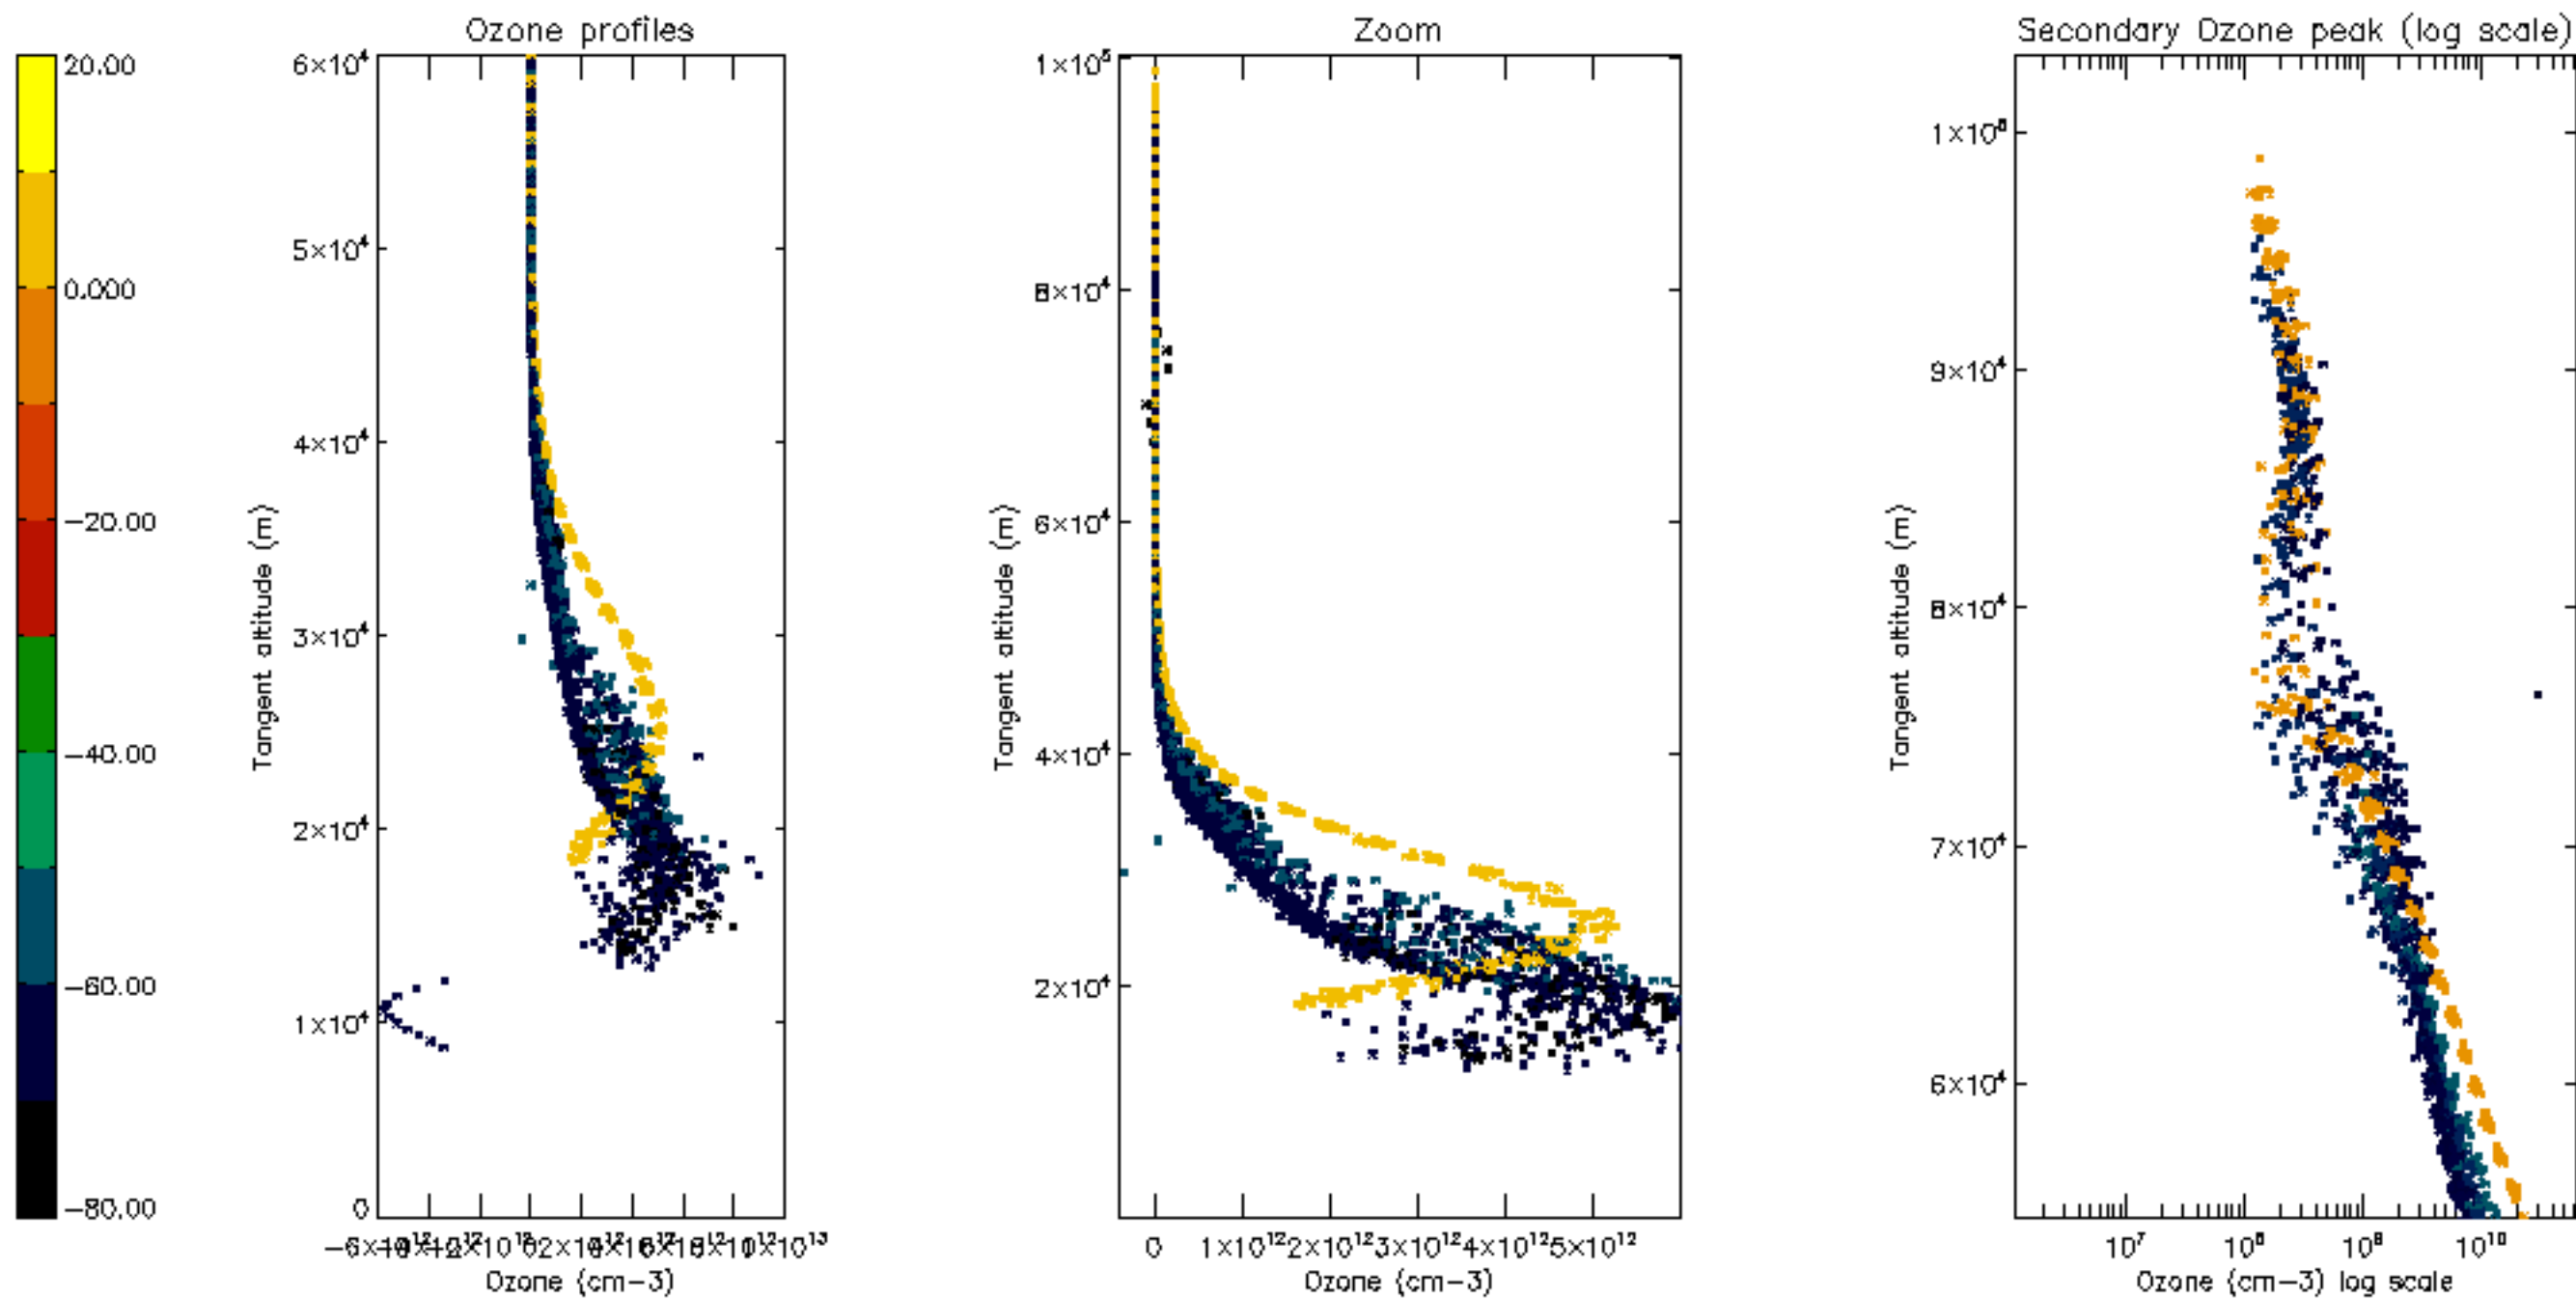 Ozone profiles
Zoom
Secondary Ozone peak (log scale)
20.00
0.000
−20.00
−40.00
−60.00
−80.00
6×10⁴
5×10⁴
4×10⁴
3×10⁴
2×10⁴
1×10⁴
0
Tangent altitude (m)
Ozone (cm−3)
1×10⁵
8×10⁴
6×10⁴
4×10⁴
2×10⁴
Tangent altitude (m)
0 1×10¹² 2×10¹² 3×10¹² 4×10¹² 5×10¹²
Ozone (cm−3)
9×10⁴
8×10⁴
7×10⁴
6×10⁴
Tangent altitude (m)
10⁷ 10⁸ 10⁹ 10¹⁰
Ozone (cm−3) log scale